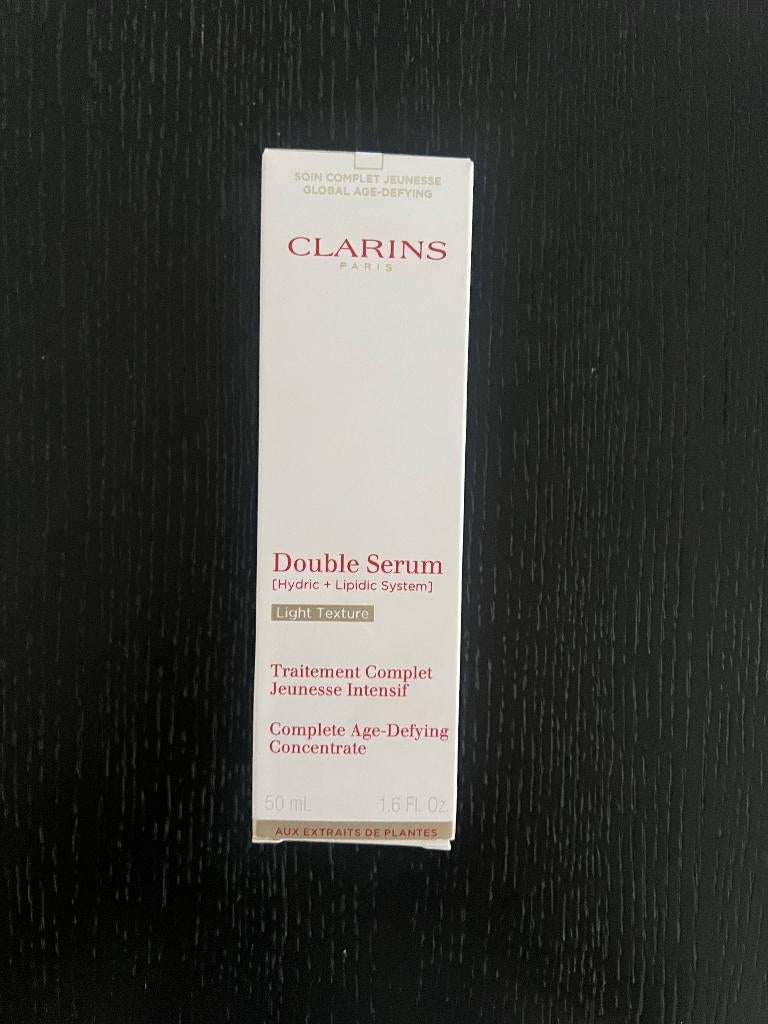 SOIN COMPLET JEUNESSE
GLOBAL AGE-DEFYING
CLARINS
PARIS
Double Serum
[Hydric + Lipidic System]
Light Texture
Traitement Complet
Jeunesse Intensif
Complete Age-Defying
Concentrate
50 mL 1.6 Fl. Oz.
AUX EXTRAITS DE PLANTES